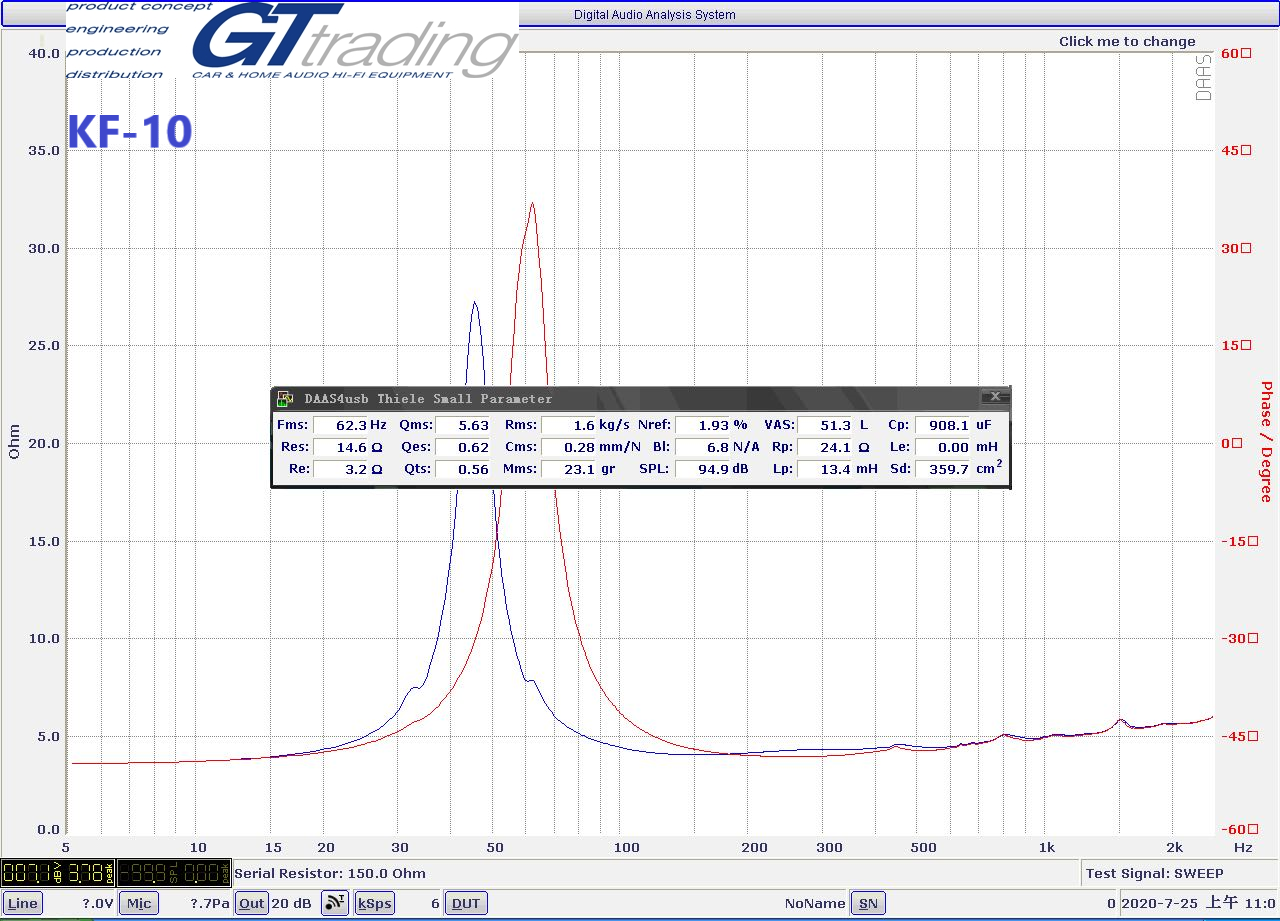 Digital Audio Analysis System
product concept
engineering
production
distribution
GT trading
CAR & HOME AUDIO HI-FI EQUIPMENT
Click me to change
DAAS
KF-10
40.0
35.0
30.0
25.0
20.0
15.0
10.0
5.0
0.0
Ohm
60□
45□
30□
15□
0□
-15□
-30□
-45□
-60□
Phase / Degree
DAAS4usb Thiele Small Parameter
Fms: 62.3 Hz Qms: 5.63 Rms: 1.6 kg/s Nref: 1.93 % VAS: 51.3 L Cp: 908.1 uF
Res: 14.6 Ω Qes: 0.62 Cms: 0.28 mm/N Bl: 6.8 N/A Rp: 24.1 Ω Le: 0.00 mH
Re: 3.2 Ω Qts: 0.56 Mms: 23.1 gr SPL: 94.9 dB Lp: 13.4 mH Sd: 359.7 cm²
5 10 15 20 30 50 100 200 300 500 1k 2k Hz
dBV peak SPL peak
Serial Resistor: 150.0 Ohm
Test Signal: SWEEP
Line ?.0V Mic ?.7Pa Out 20 dB kSps 6 DUT NoName SN 0 2020-7-25 上午 11:0